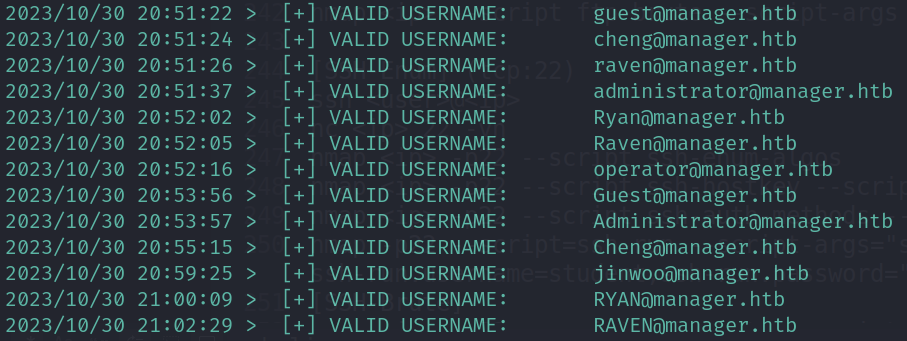 2023/10/30 20:51:22 > [+] VALID USERNAME: guest@manager.htb
2023/10/30 20:51:24 > [+] VALID USERNAME: cheng@manager.htb
2023/10/30 20:51:26 > [+] VALID USERNAME: raven@manager.htb
2023/10/30 20:51:37 > [+] VALID USERNAME: administrator@manager.htb
2023/10/30 20:52:02 > [+] VALID USERNAME: Ryan@manager.htb
2023/10/30 20:52:05 > [+] VALID USERNAME: Raven@manager.htb
2023/10/30 20:52:16 > [+] VALID USERNAME: operator@manager.htb
2023/10/30 20:53:56 > [+] VALID USERNAME: Guest@manager.htb
2023/10/30 20:53:57 > [+] VALID USERNAME: Administrator@manager.htb
2023/10/30 20:55:15 > [+] VALID USERNAME: Cheng@manager.htb
2023/10/30 20:59:25 > [+] VALID USERNAME: jinwoo@manager.htb
2023/10/30 21:00:09 > [+] VALID USERNAME: RYAN@manager.htb
2023/10/30 21:02:29 > [+] VALID USERNAME: RAVEN@manager.htb